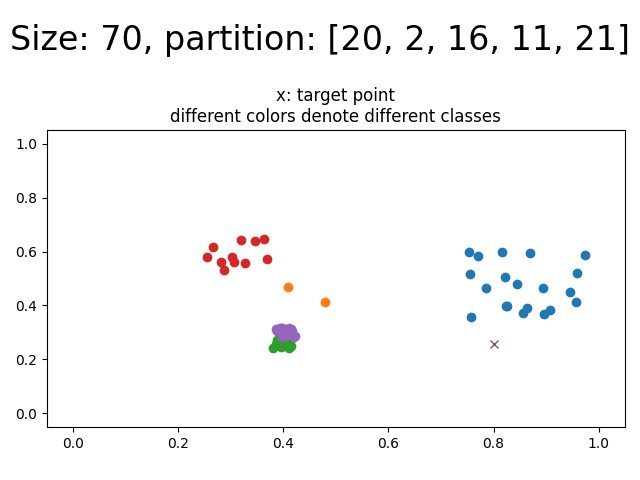 Size: 70, partition: [20, 2, 16, 11, 21]
x: target point
different colors denote different classes
1.0
0.8
0.6
0.4
0.2
0.0
0.0 0.2 0.4 0.6 0.8 1.0